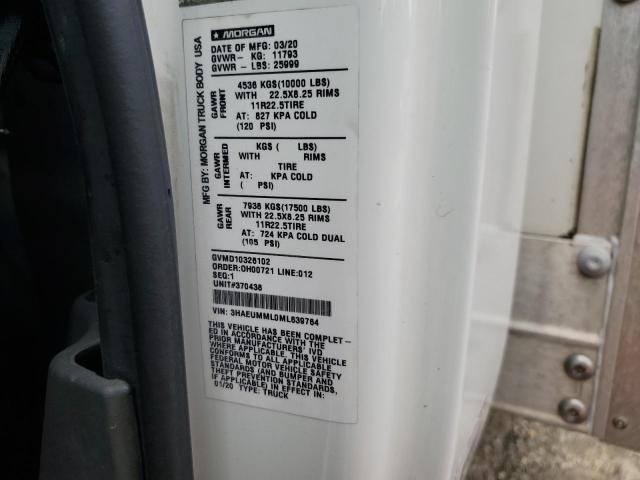 MORGAN
DATE OF MFG: 03/20
GVWR- KG: 11793
GVWR - LBS: 25999
MFG BY: MORGAN TRUCK BODY USA
GAWR FRONT
4536 KGS(10000 LBS)
WITH 22.5X8.25 RIMS
11R22.5TIRE
AT: 827 KPA COLD
(120 PSI)
GAWR INTERMED
KGS ( LBS)
WITH RIMS
TIRE
AT: KPA COLD
( PSI)
GAWR REAR
7938 KGS(17500 LBS)
WITH 22.5X8.25 RIMS
11R22.5TIRE
AT: 724 KPA COLD DUAL
(105 PSI)
GVMD10326102
ORDER:OH00721 LINE:012
SEQ:1
UNIT#370438
VIN: 3HAEUMML0ML639764
THIS VEHICLE HAS BEEN COMPLET-
ED IN ACCORDANCE WITH THE
PRIOR MANUFACTURERS' IVD
WHERE APPLICABLE. THIS VEHICLE
CONFORMS TO ALL APPLICABLE
FEDERAL MOTOR VEHICLE SAFETY
STANDARDS (AND BUMPER AND
THEFT PREVENTION STANDARDS,
IF APPLICABLE) IN EFFECT IN:
01/20 TYPE: TRUCK